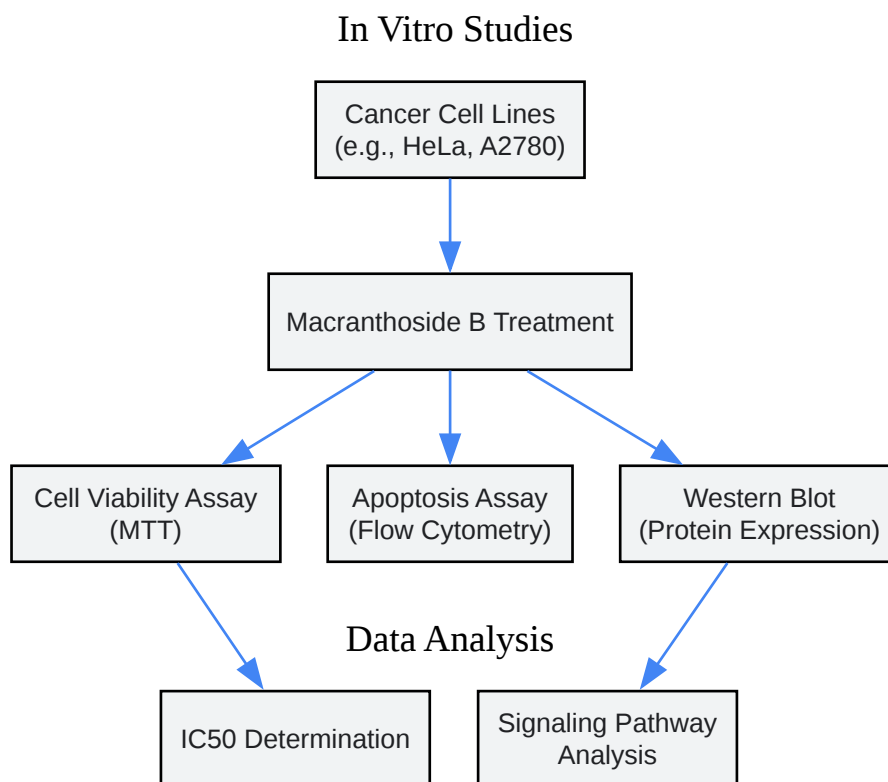 In Vitro Studies
Cancer Cell Lines
(e.g., HeLa, A2780)
Macranthoside B Treatment
Cell Viability Assay
(MTT)
Apoptosis Assay
(Flow Cytometry)
Western Blot
(Protein Expression)
Data Analysis
IC50 Determination
Signaling Pathway
Analysis